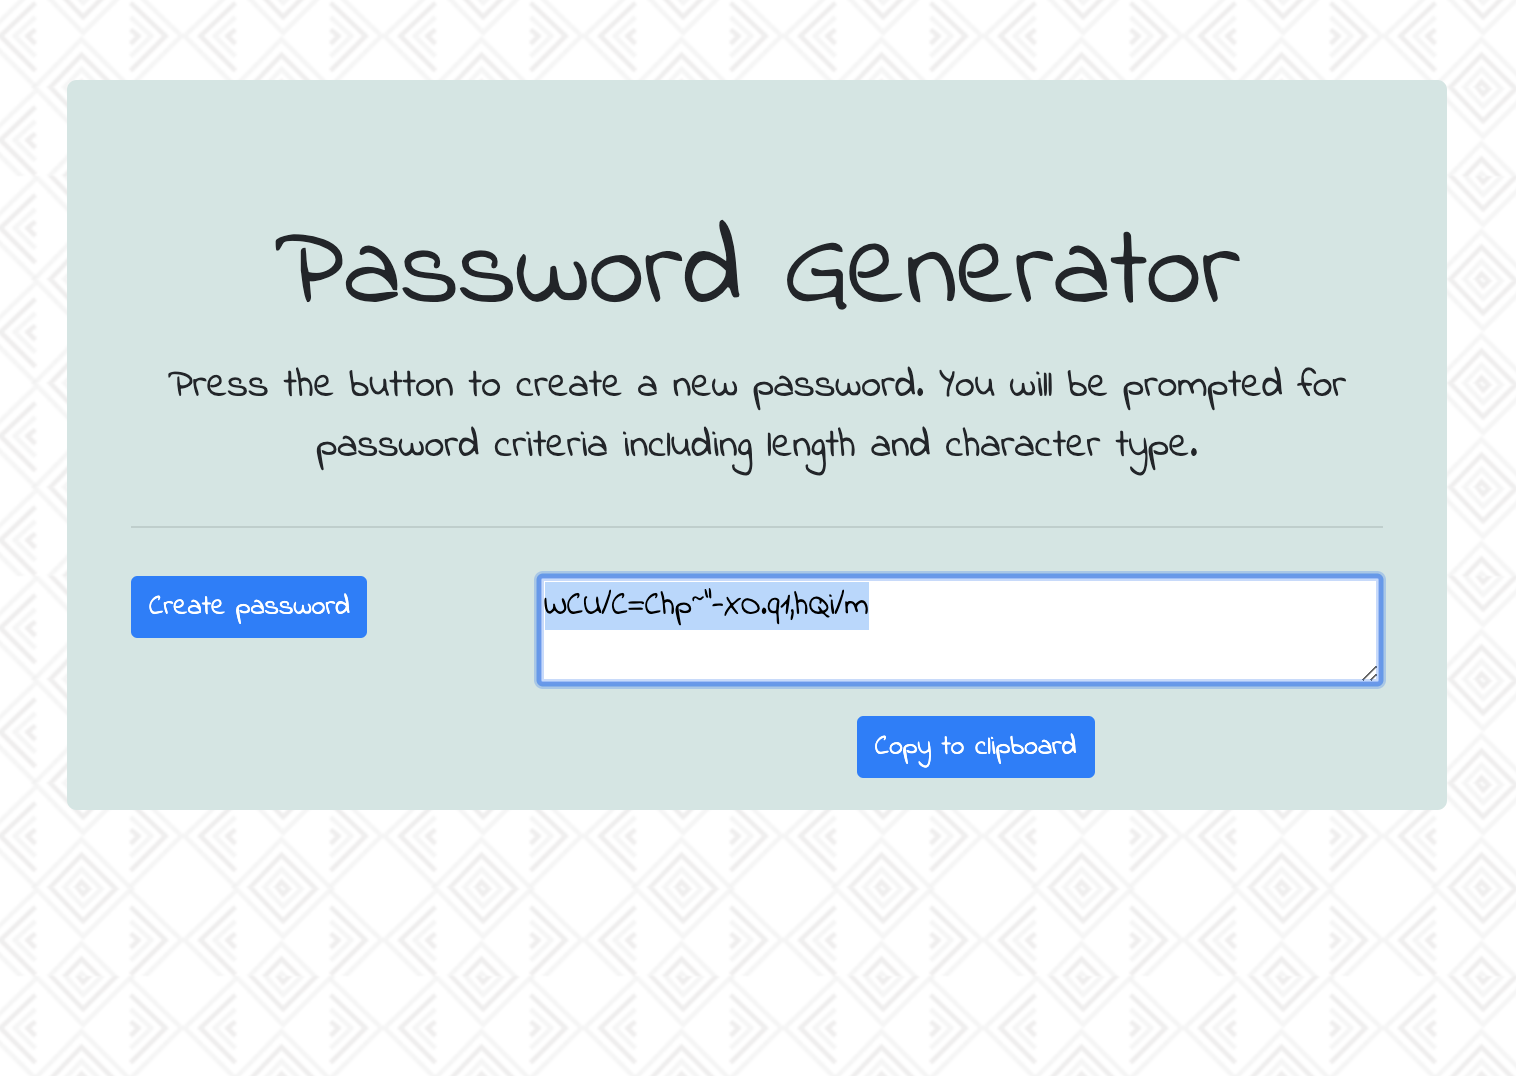 Password Generator
Press the button to create a new password. You will be prompted for
password criteria including length and character type.
Create password
wCU/C=Chp~"-XO.q1,hQi/m
Copy to clipboard